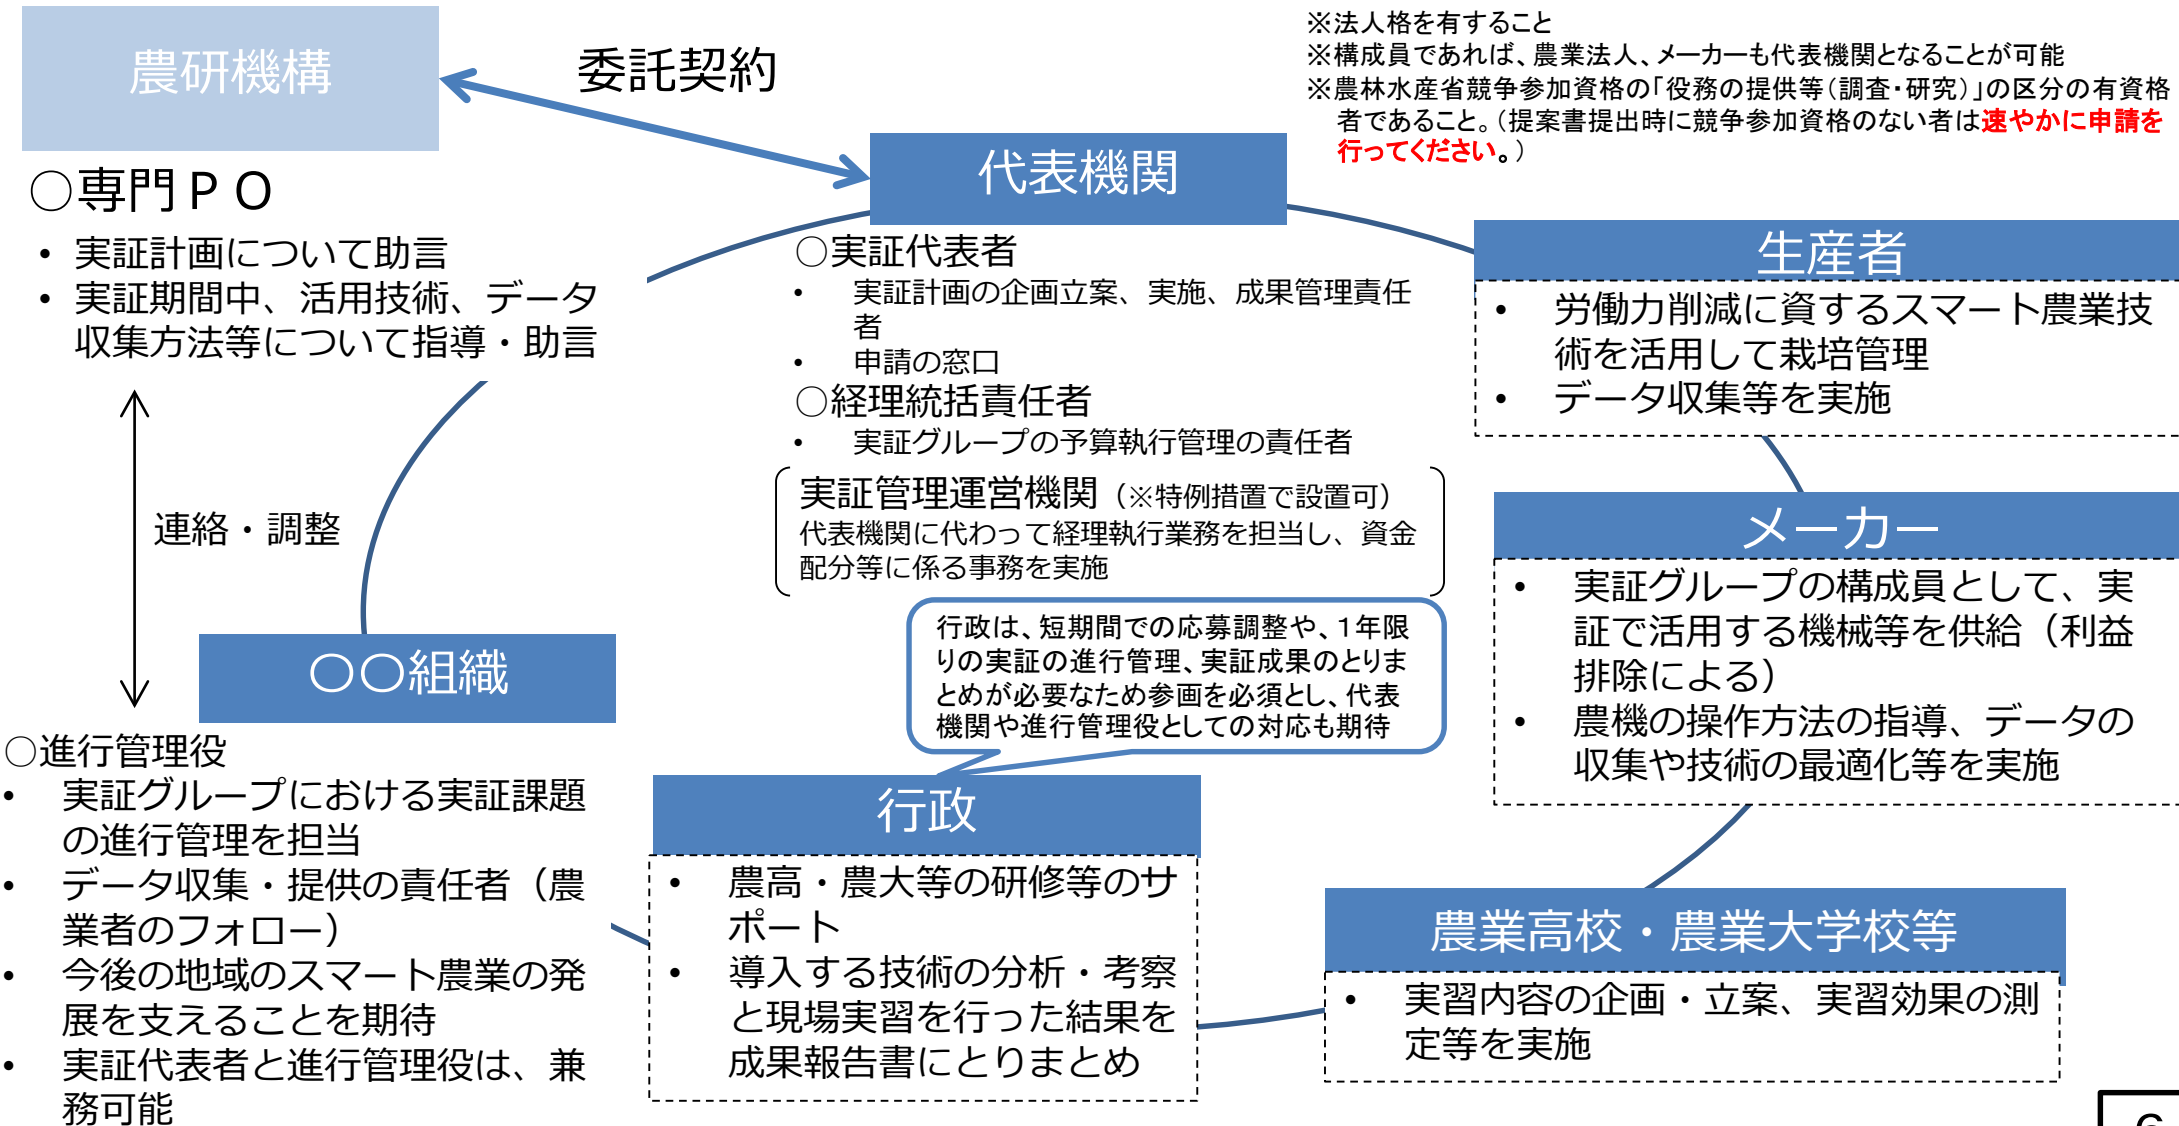 農研機構
委託契約
※法人格を有すること
※構成員であれば、農業法人、メーカーも代表機関となることが可能
※農林水産省競争参加資格の「役務の提供等(調査・研究)」の区分の有資格
者であること。(提案書提出時に競争参加資格のない者は速やかに申請を
行ってください。)
代表機関
○専門PO
• 実証計画について助言
• 実証期間中、活用技術、データ
収集方法等について指導・助言
○実証代表者
• 実証計画の企画立案、実施、成果管理責任
者
• 申請の窓口
○経理統括責任者
• 実証グループの予算執行管理の責任者
実証管理運営機関(※特例措置で設置可)
代表機関に代わって経理執行業務を担当し、資金
配分等に係る事務を実施
生産者
• 労働力削減に資するスマート農業技
術を活用して栽培管理
• データ収集等を実施
連絡・調整
メーカー
• 実証グループの構成員として、実
証で活用する機械等を供給(利益
排除による)
• 農機の操作方法の指導、データの
収集や技術の最適化等を実施
行政は、短期間での応募調整や、1年限
りの実証の進行管理、実証成果のとりま
とめが必要なため参画を必須とし、代表
機関や進行管理役としての対応も期待
○○組織
○進行管理役
• 実証グループにおける実証課題
の進行管理を担当
• データ収集・提供の責任者(農
業者のフォロー)
• 今後の地域のスマート農業の発
展を支えることを期待
• 実証代表者と進行管理役は、兼
務可能
行政
• 農高・農大等の研修等のサ
ポート
• 導入する技術の分析・考察
と現場実習を行った結果を
成果報告書にとりまとめ
農業高校・農業大学校等
• 実習内容の企画・立案、実習効果の測
定等を実施